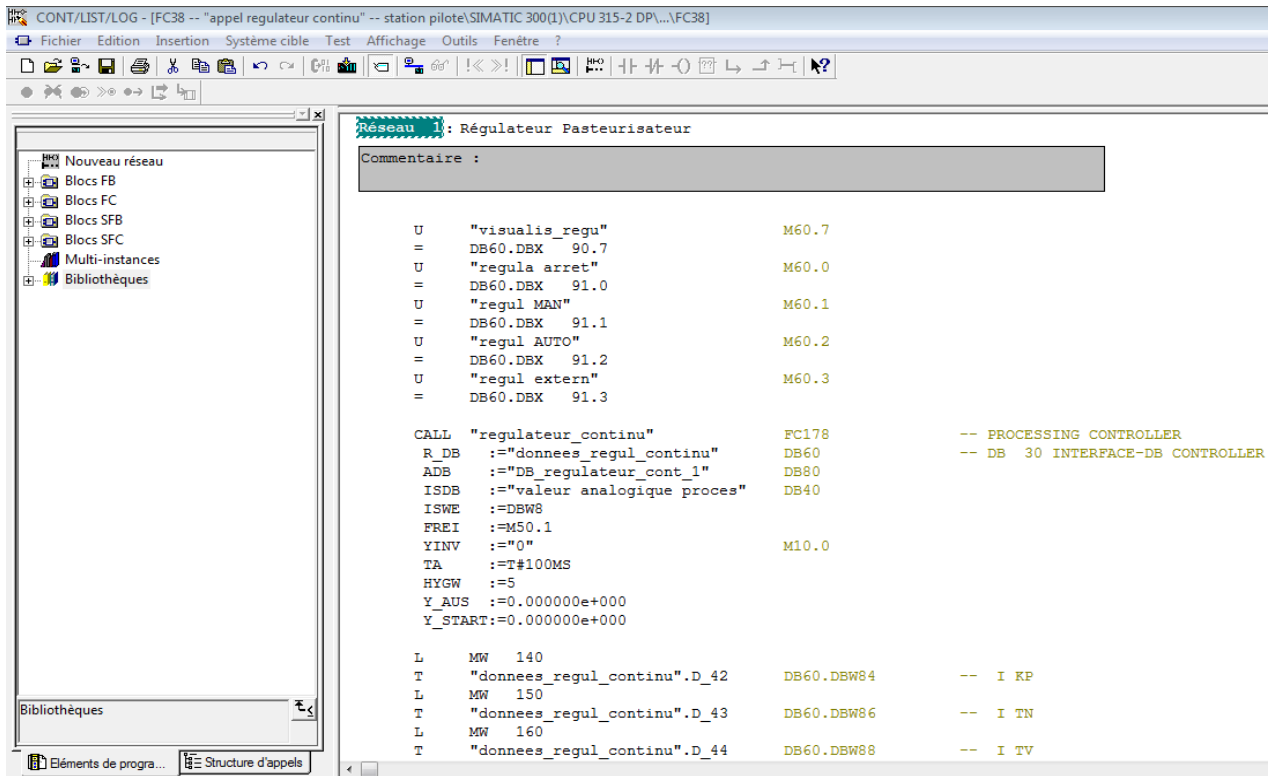 CONT/LIST/LOG - [FC38 -- "appel regulateur continu" -- station pilote\SIMATIC 300(1)\CPU 315-2 DP\...\FC38]
Fichier Edition Insertion Système cible Test Affichage Outils Fenêtre ?
Réseau 1: Régulateur Pasteurisateur
Commentaire :
Nouveau réseau
Blocs FB
Blocs FC
Blocs SFB
Blocs SFC
Multi-instances
Bibliothèques
U "visualis_regu" M60.7
= DB60.DBX 90.7
U "regula arret" M60.0
= DB60.DBX 91.0
U "regul MAN" M60.1
= DB60.DBX 91.1
U "regul AUTO" M60.2
= DB60.DBX 91.2
U "regul extern" M60.3
= DB60.DBX 91.3
CALL "regulateur_continu" FC178 -- PROCESSING CONTROLLER
R_DB :="donnees_regul_continu" DB60 -- DB 30 INTERFACE-DB CONTROLLER
ADB :="DB_regulateur_cont_1" DB80
ISDB :="valeur analogique proces" DB40
ISWE :=DBW8
FREI :=M50.1
YINV :="0" M10.0
TA :=T#100MS
HYGW :=5
Y_AUS :=0.000000e+000
Y_START:=0.000000e+000
L MW 140
T "donnees_regul_continu".D_42 DB60.DBW84 -- I KP
L MW 150
T "donnees_regul_continu".D_43 DB60.DBW86 -- I TN
L MW 160
T "donnees_regul_continu".D_44 DB60.DBW88 -- I TV
Bibliothèques
Eléments de progra... Structure d'appels